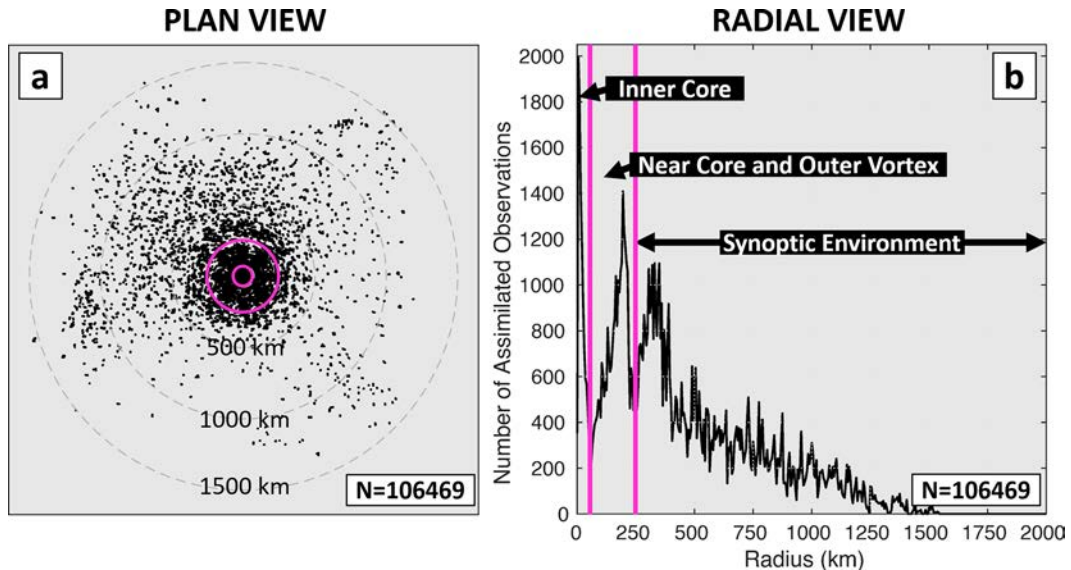 PLAN VIEW
a
500 km
1000 km
1500 km
N=106469
RADIAL VIEW
b
Number of Assimilated Observations
2000
1800
1600
1400
1200
1000
800
600
400
200
0
Inner Core
Near Core and Outer Vortex
Synoptic Environment
N=106469
0 250 500 750 1000 1250 1500 1750 2000
Radius (km)